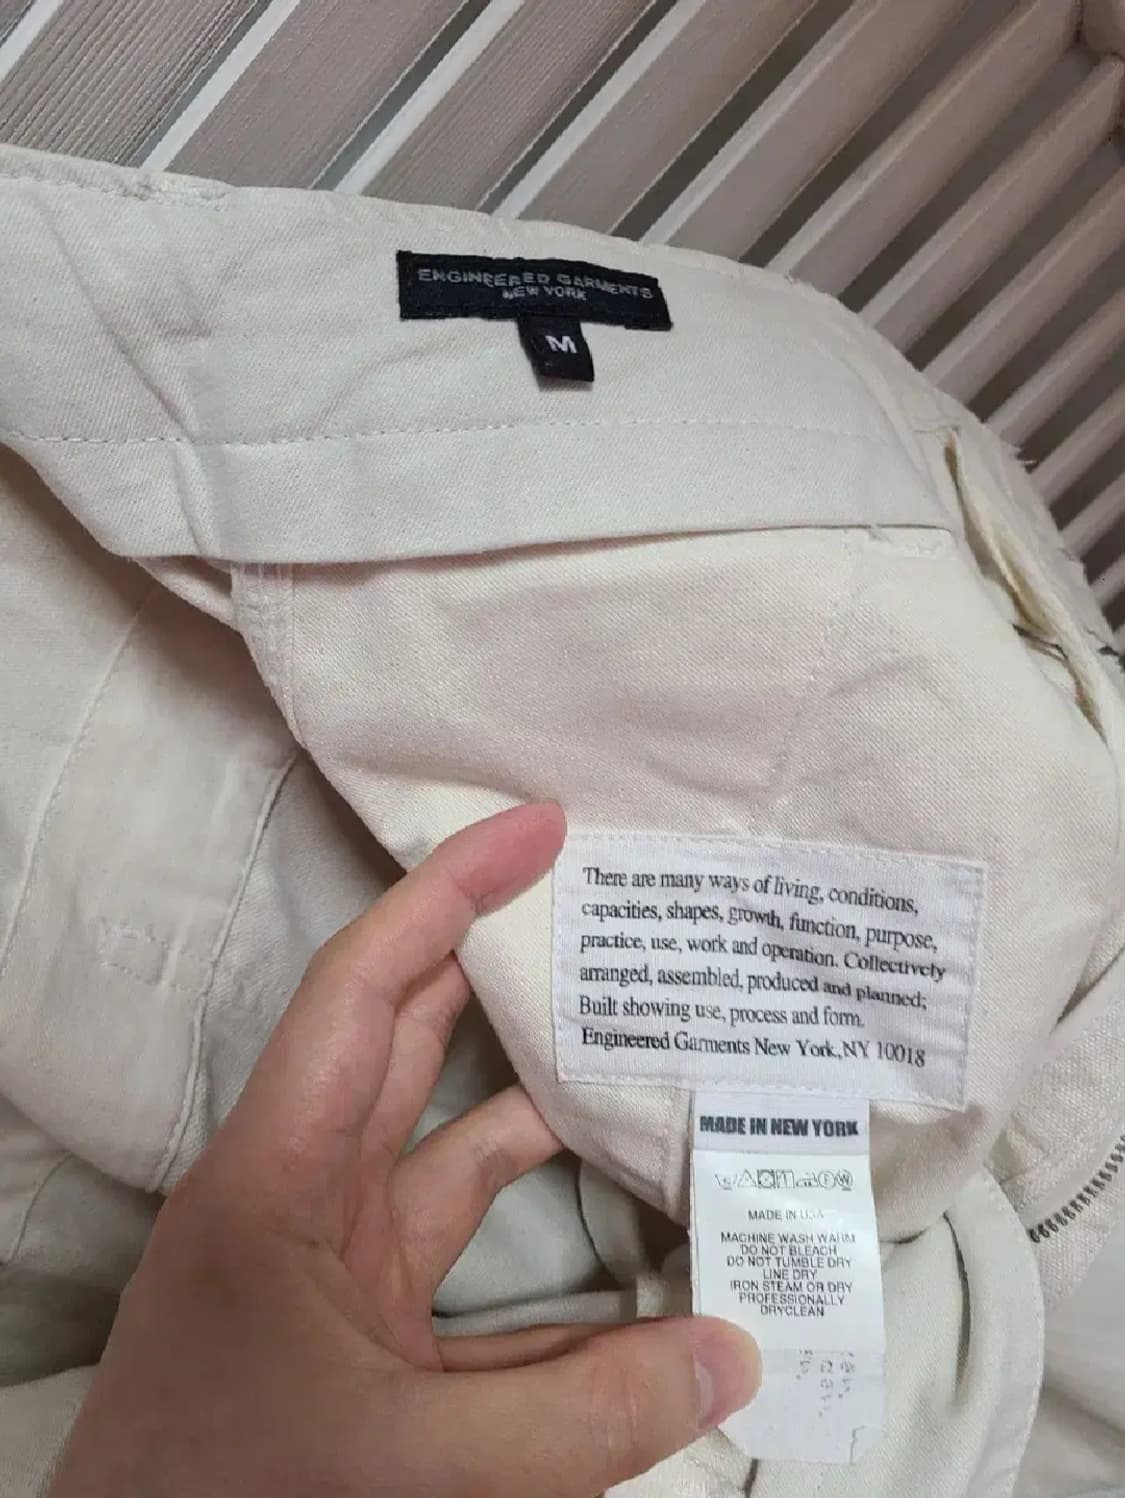 ENGINEERED GARMENTS
NEW YORK
M
There are many ways of living, conditions,
capacities, shapes, growth, function, purpose,
practice, use, work and operation. Collectively
arranged, assembled, produced and planned;
Built showing use, process and form.
Engineered Garments New York, NY 10018
MADE IN NEW YORK
MADE IN U.S.A
MACHINE WASH WARM
DO NOT BLEACH
DO NOT TUMBLE DRY
LINE DRY
IRON STEAM OR DRY
PROFESSIONALLY
DRYCLEAN